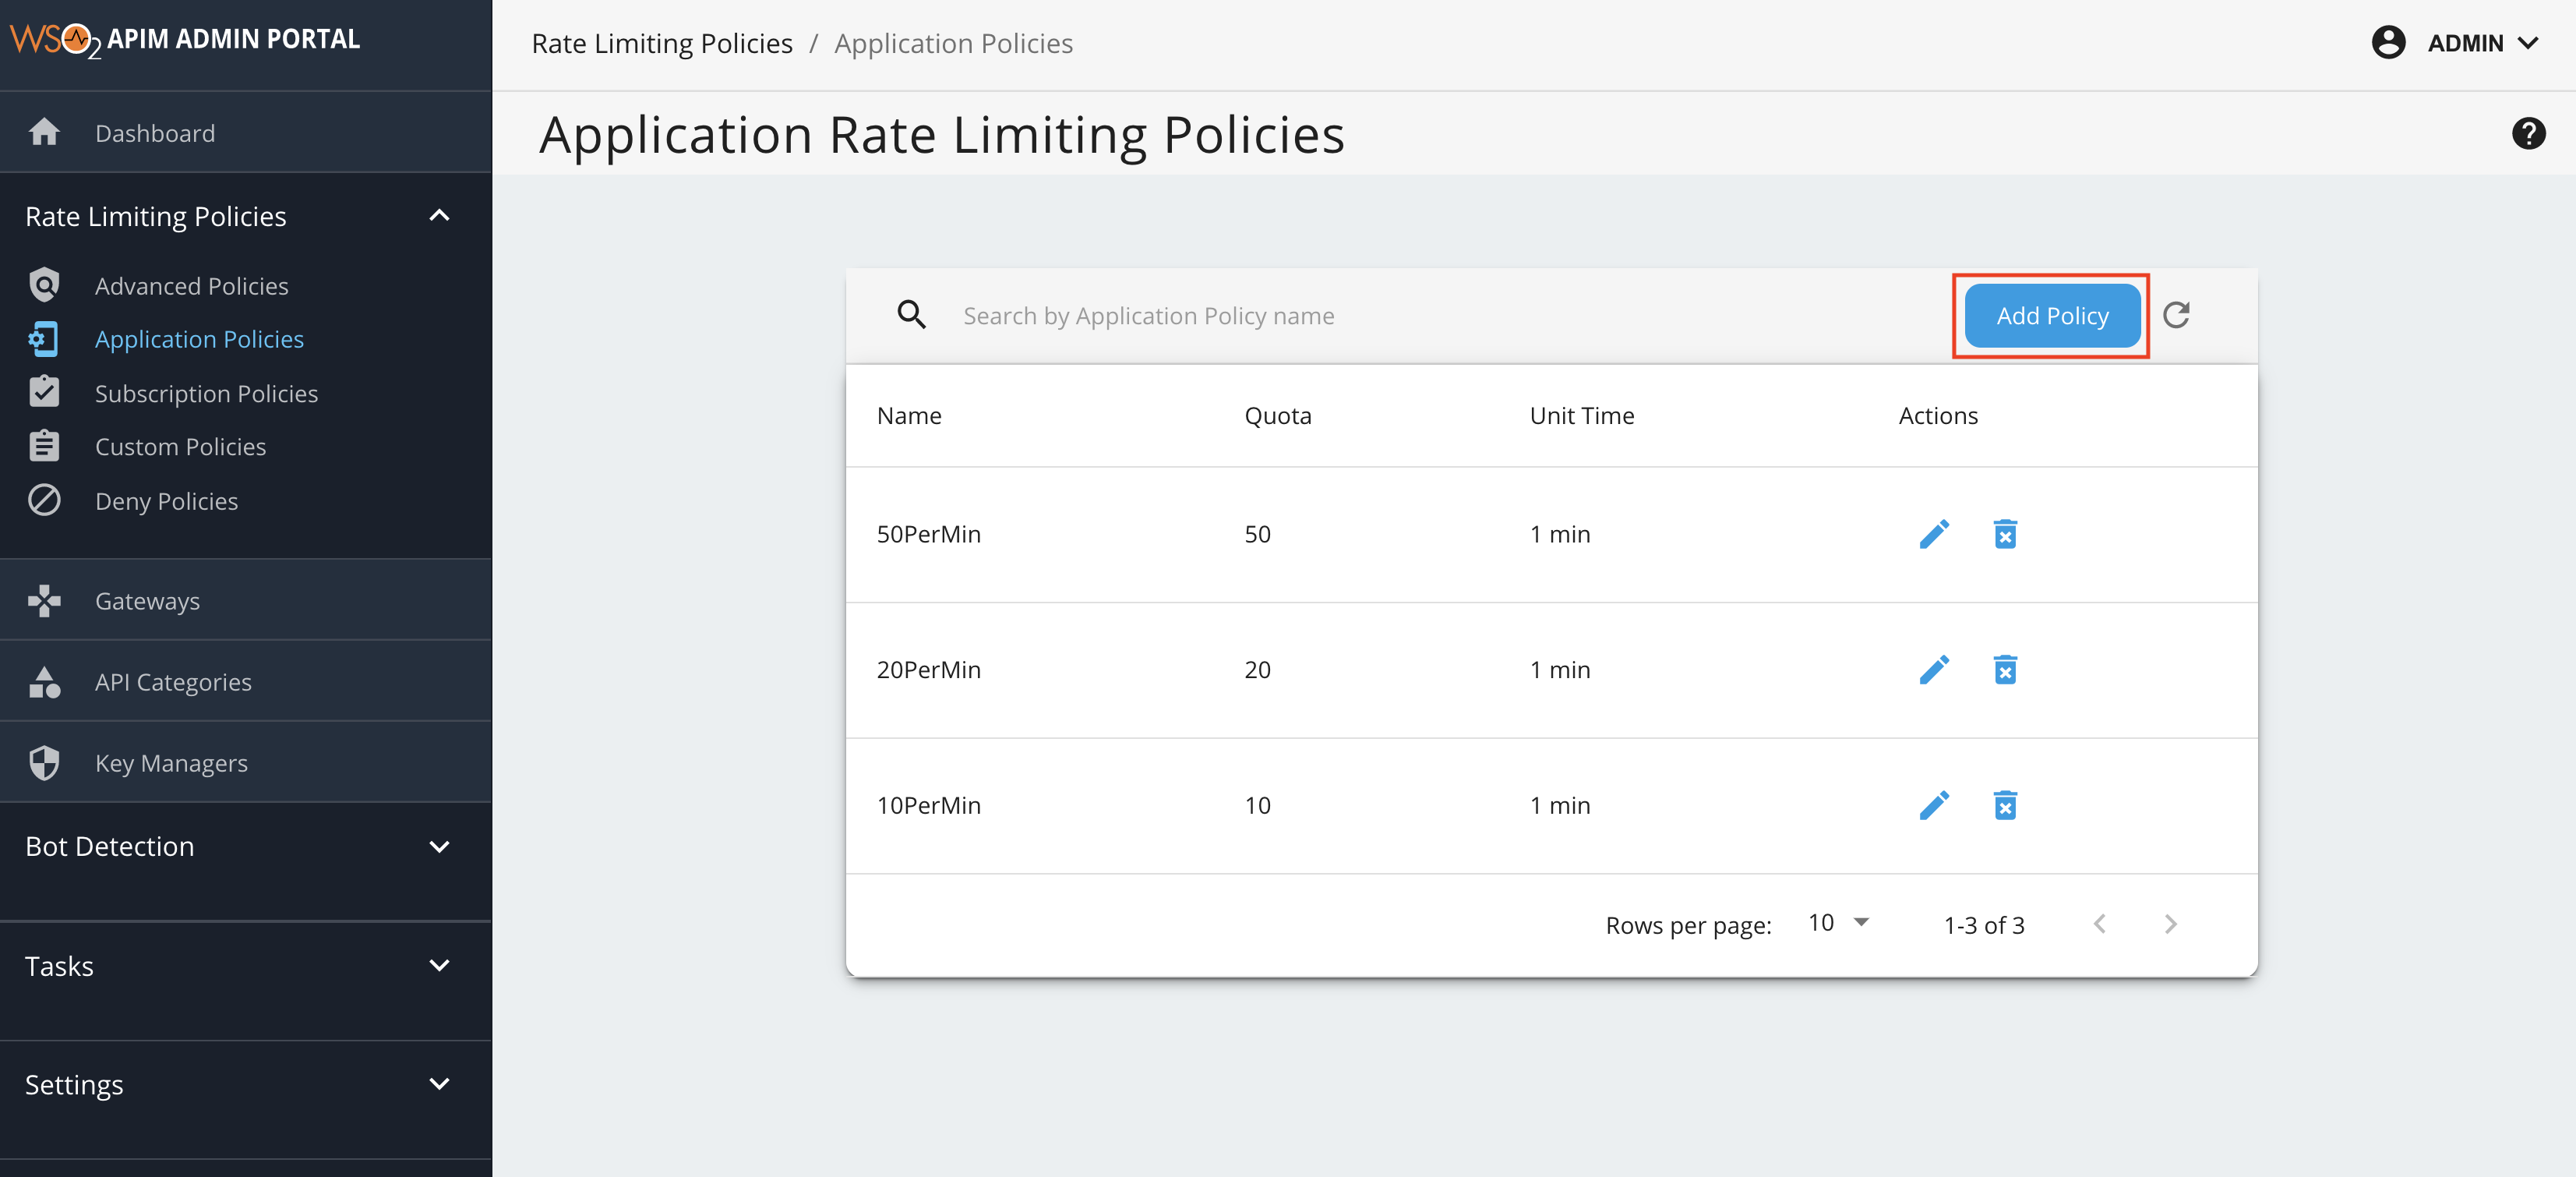 WSO2 APIM ADMIN PORTAL
Rate Limiting Policies / Application Policies
ADMIN
Application Rate Limiting Policies
Dashboard
Rate Limiting Policies
Advanced Policies
Application Policies
Subscription Policies
Custom Policies
Deny Policies
Gateways
API Categories
Key Managers
Bot Detection
Tasks
Settings
Search by Application Policy name
Add Policy
Name Quota Unit Time Actions
50PerMin 50 1 min
20PerMin 20 1 min
10PerMin 10 1 min
Rows per page: 10 1-3 of 3